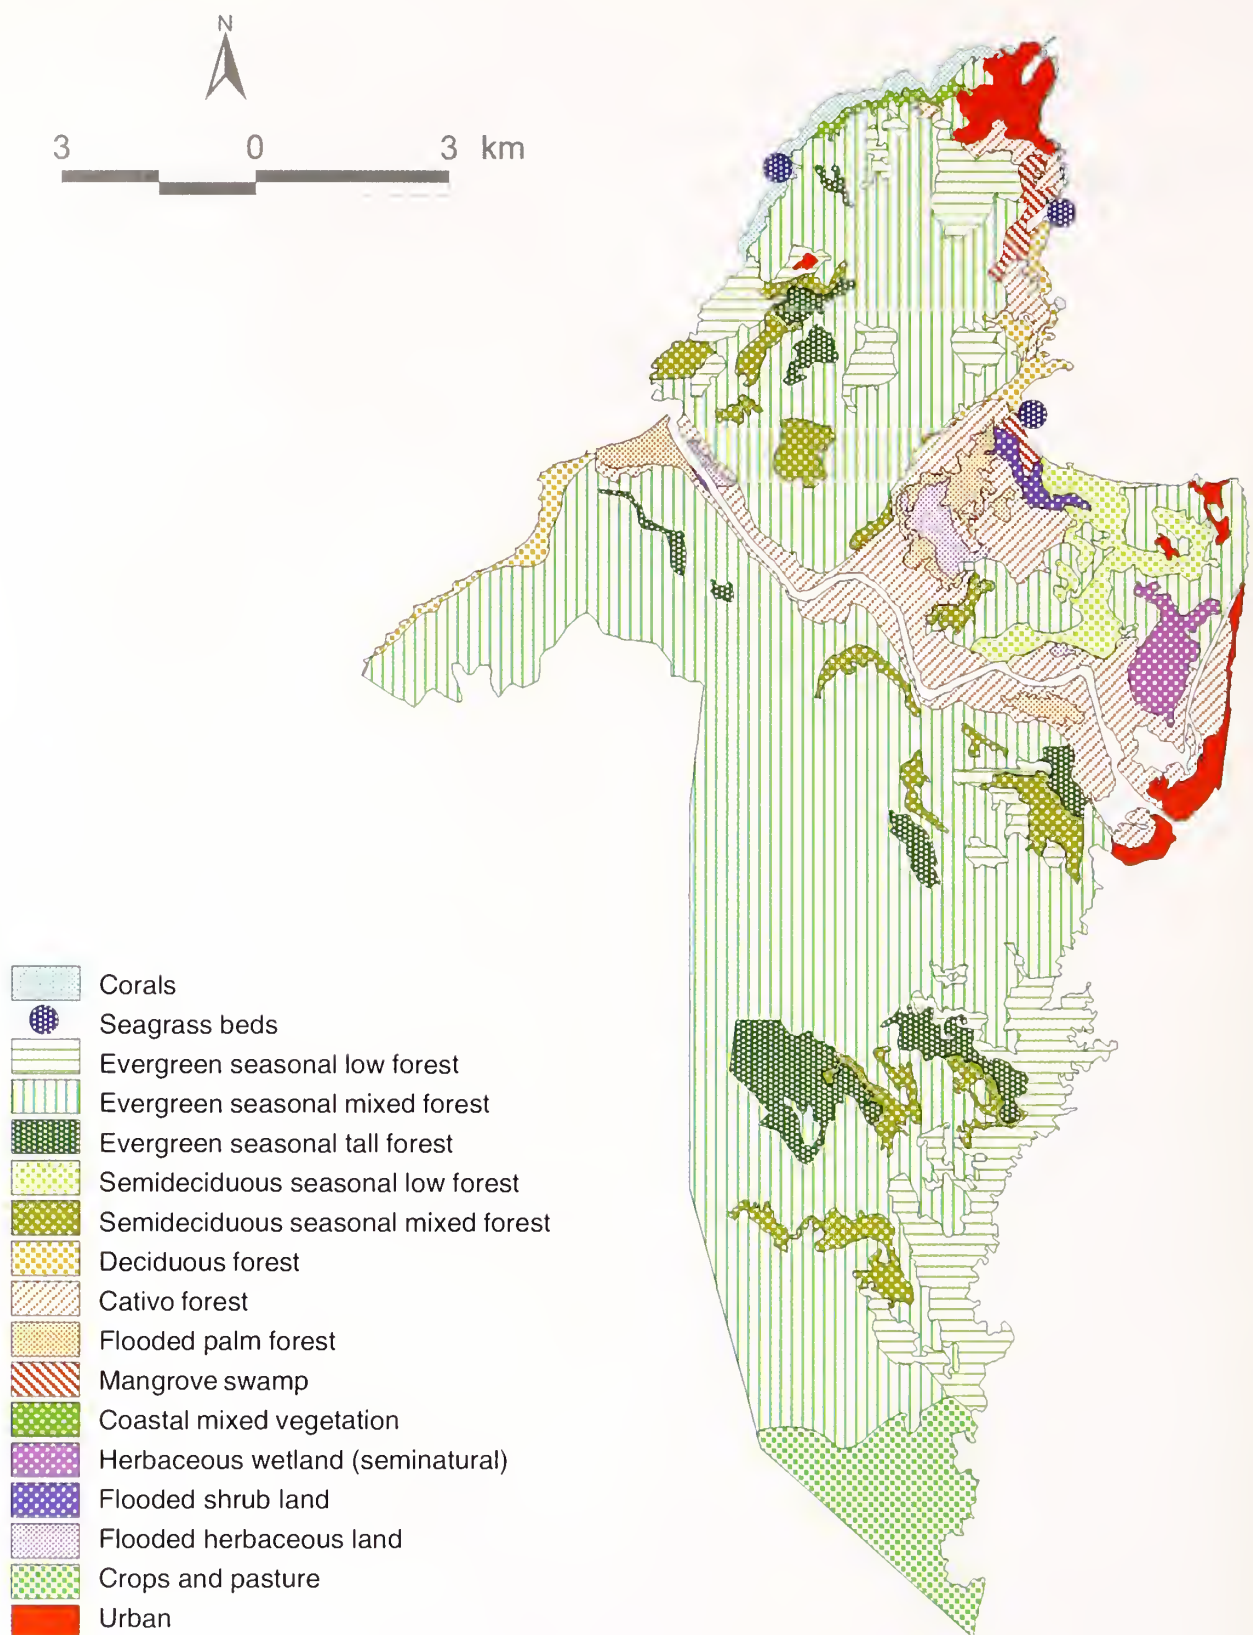 N
3 0 3 km
Corals
Seagrass beds
Evergreen seasonal low forest
Evergreen seasonal mixed forest
Evergreen seasonal tall forest
Semideciduous seasonal low forest
Semideciduous seasonal mixed forest
Deciduous forest
Cativo forest
Flooded palm forest
Mangrove swamp
Coastal mixed vegetation
Herbaceous wetland (seminatural)
Flooded shrub land
Flooded herbaceous land
Crops and pasture
Urban